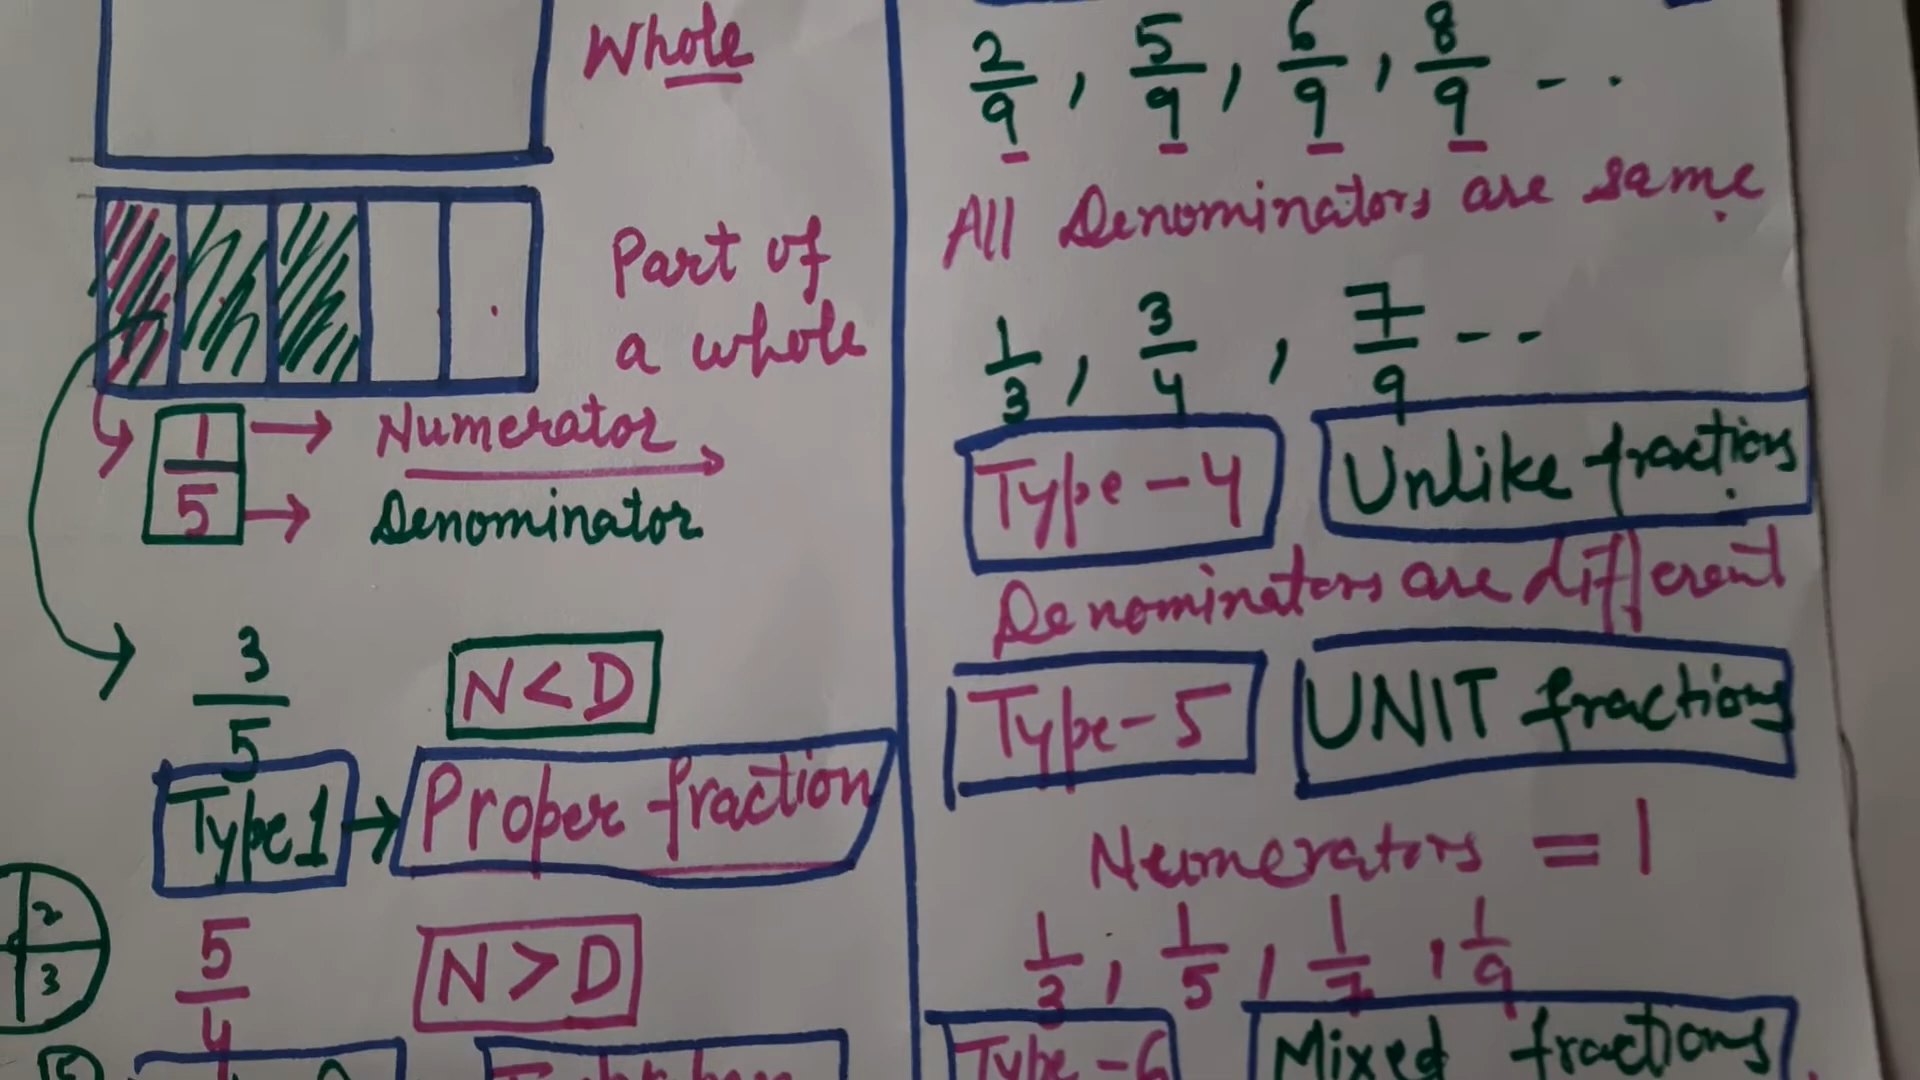 Whole
Part of
a whole
1/5 → Numerator
→ Denominator
3/5
N<D
Type 1 → Proper fraction
2
3
5/4
N>D
2/9, 5/9, 6/9, 8/9 - -
All Denominators are same
1/3, 3/4, 7/9 - -
Type - 4 Unlike fractions
Denominators are different
Type - 5 UNIT fractions
Neumerators = 1
1/3, 1/5, 1/7, 1/9
Type - 6 Mixed fractions